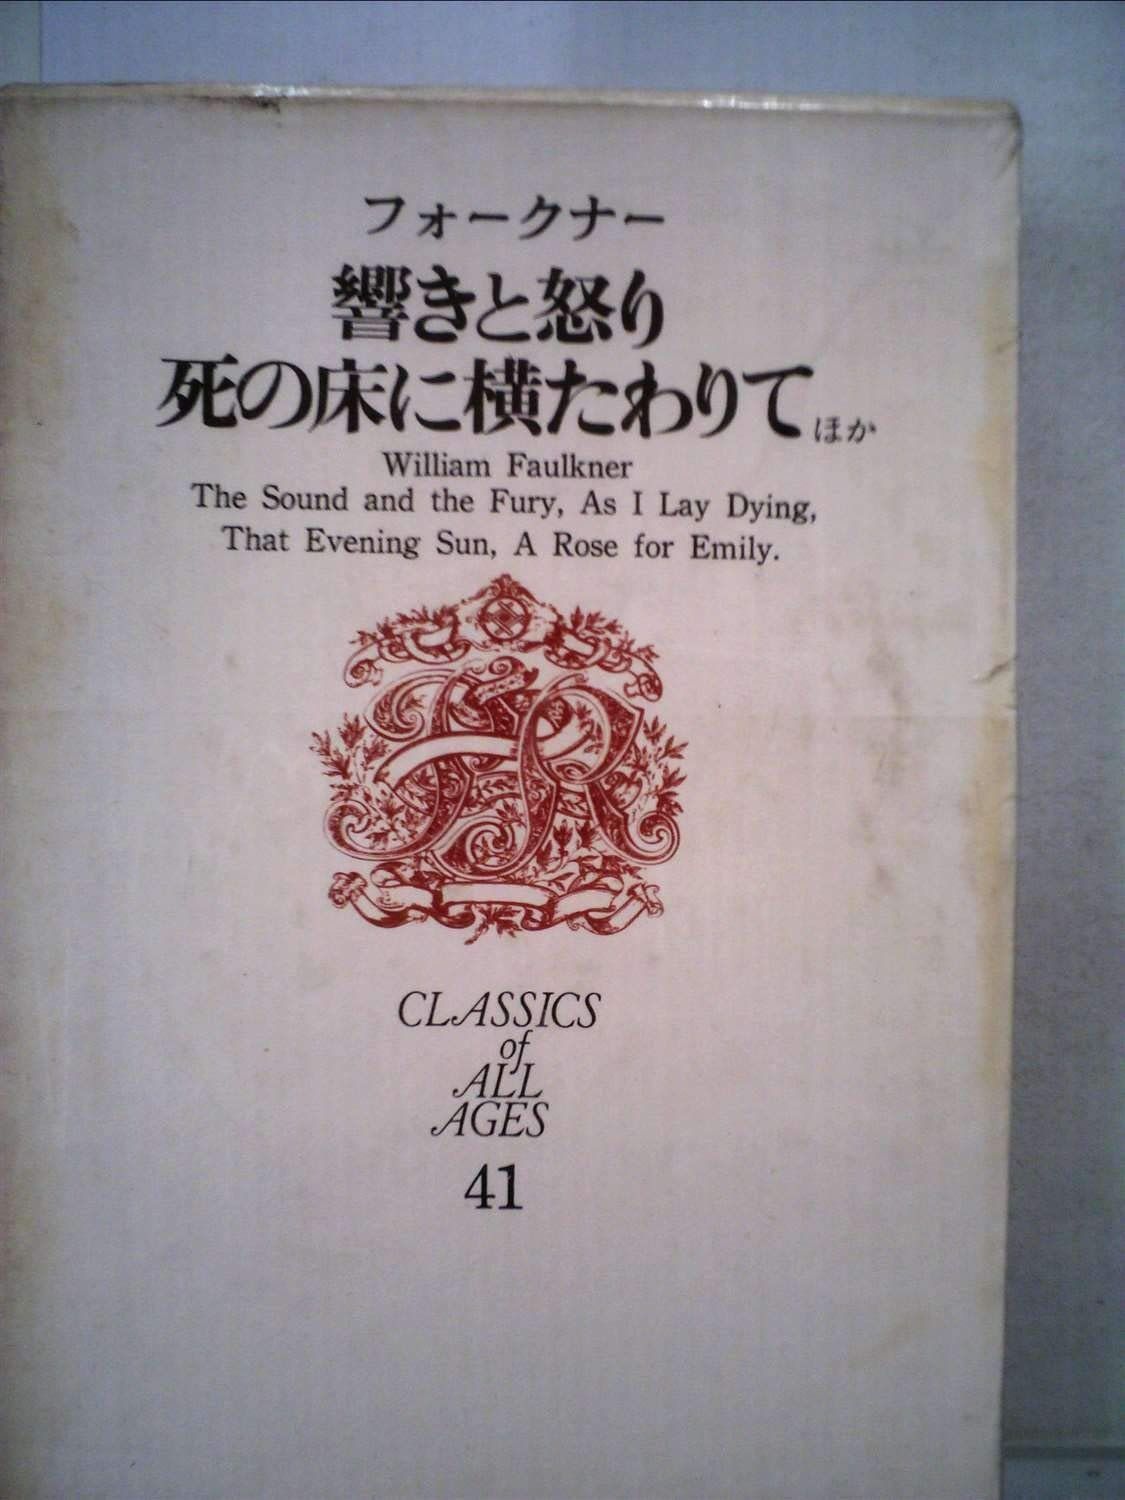 フォークナー
響きと怒り
死の床に横たわりて ほか
William Faulkner
The Sound and the Fury, As I Lay Dying,
That Evening Sun, A Rose for Emily.
CLASSICS
of
ALL
AGES
41